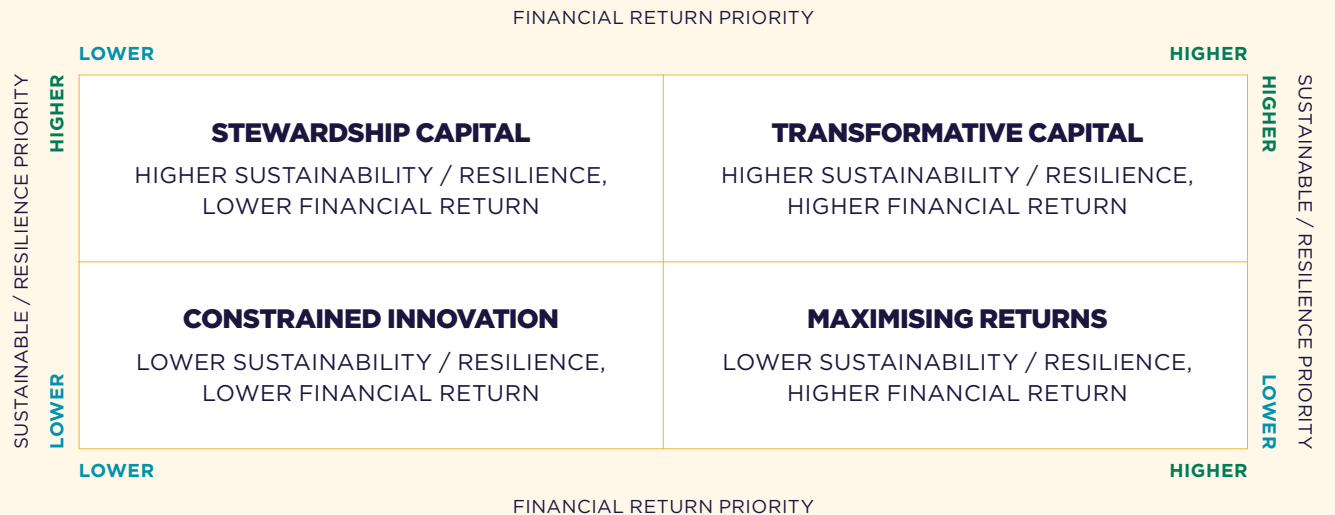 FINANCIAL RETURN PRIORITY
LOWER
HIGHER
SUSTAINABLE / RESILIENCE PRIORITY
HIGHER
LOWER
STEWARDSHIP CAPITAL
HIGHER SUSTAINABILITY / RESILIENCE,
LOWER FINANCIAL RETURN
TRANSFORMATIVE CAPITAL
HIGHER SUSTAINABILITY / RESILIENCE,
HIGHER FINANCIAL RETURN
CONSTRAINED INNOVATION
LOWER SUSTAINABILITY / RESILIENCE,
LOWER FINANCIAL RETURN
MAXIMISING RETURNS
LOWER SUSTAINABILITY / RESILIENCE,
HIGHER FINANCIAL RETURN
HIGHER
LOWER
SUSTAINABLE / RESILIENCE PRIORITY
LOWER
HIGHER
FINANCIAL RETURN PRIORITY